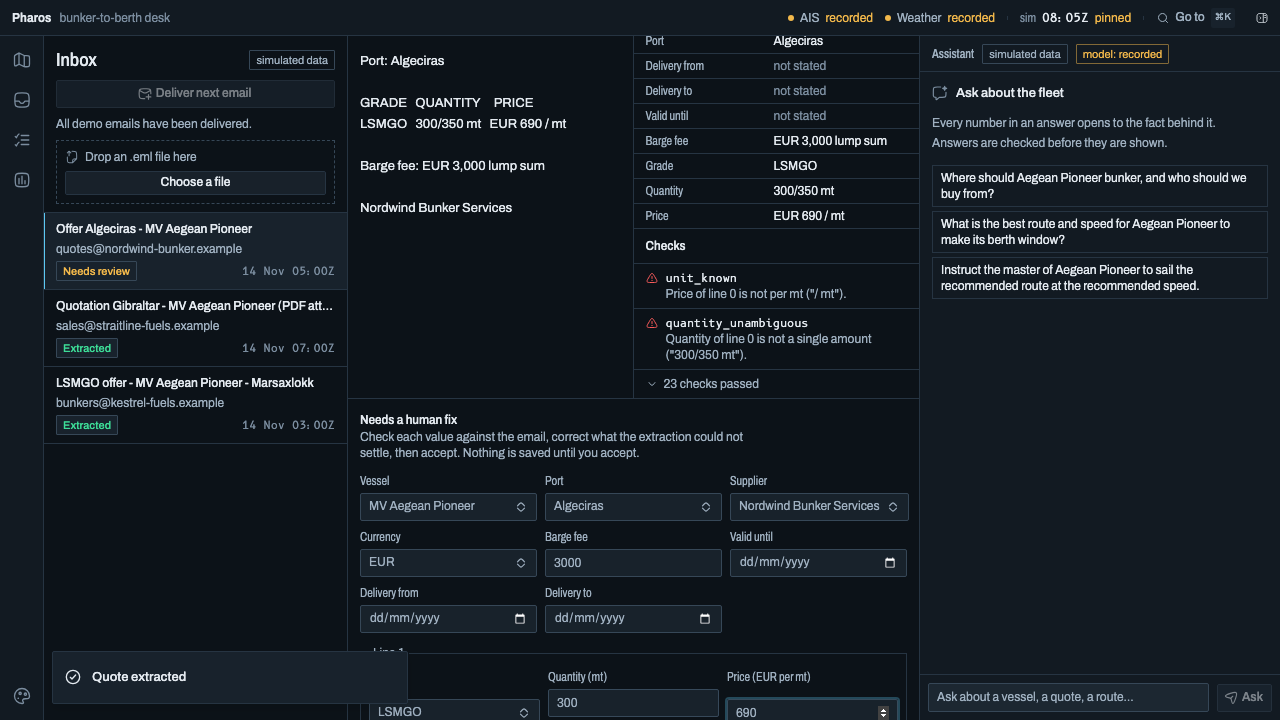 Pharos bunker-to-berth desk
AIS recorded Weather recorded sim 08:05Z pinned Go to ⌘K
Inbox simulated data
Deliver next email
All demo emails have been delivered.
Drop an .eml file here
Choose a file
Offer Algeciras - MV Aegean Pioneer
quotes@nordwind-bunker.example
Needs review 14 Nov 05:00Z
Quotation Gibraltar - MV Aegean Pioneer (PDF att...
sales@straitline-fuels.example
Extracted 14 Nov 07:00Z
LSMGO offer - MV Aegean Pioneer - Marsaxlokk
bunkers@kestrel-fuels.example
Extracted 14 Nov 03:00Z
Port: Algeciras
GRADE QUANTITY PRICE
LSMGO 300/350 mt EUR 690 / mt
Barge fee: EUR 3,000 lump sum
Nordwind Bunker Services
Port Algeciras
Delivery from not stated
Delivery to not stated
Valid until not stated
Barge fee EUR 3,000 lump sum
Grade LSMGO
Quantity 300/350 mt
Price EUR 690 / mt
Checks
unit_known
Price of line 0 is not per mt ("/ mt").
quantity_unambiguous
Quantity of line 0 is not a single amount
("300/350 mt").
23 checks passed
Needs a human fix
Check each value against the email, correct what the extraction could not
settle, then accept. Nothing is saved until you accept.
Vessel Port Supplier
MV Aegean Pioneer Algeciras Nordwind Bunker Services
Currency Barge fee Valid until
EUR 3000 dd/mm/yyyy
Delivery from Delivery to
dd/mm/yyyy dd/mm/yyyy
Line 1
Quantity (mt) Price (EUR per mt)
LSMGO 300 690
Quote extracted
Assistant simulated data model: recorded
Ask about the fleet
Every number in an answer opens to the fact behind it.
Answers are checked before they are shown.
Where should Aegean Pioneer bunker, and who should we
buy from?
What is the best route and speed for Aegean Pioneer to
make its berth window?
Instruct the master of Aegean Pioneer to sail the
recommended route at the recommended speed.
Ask about a vessel, a quote, a route... Ask